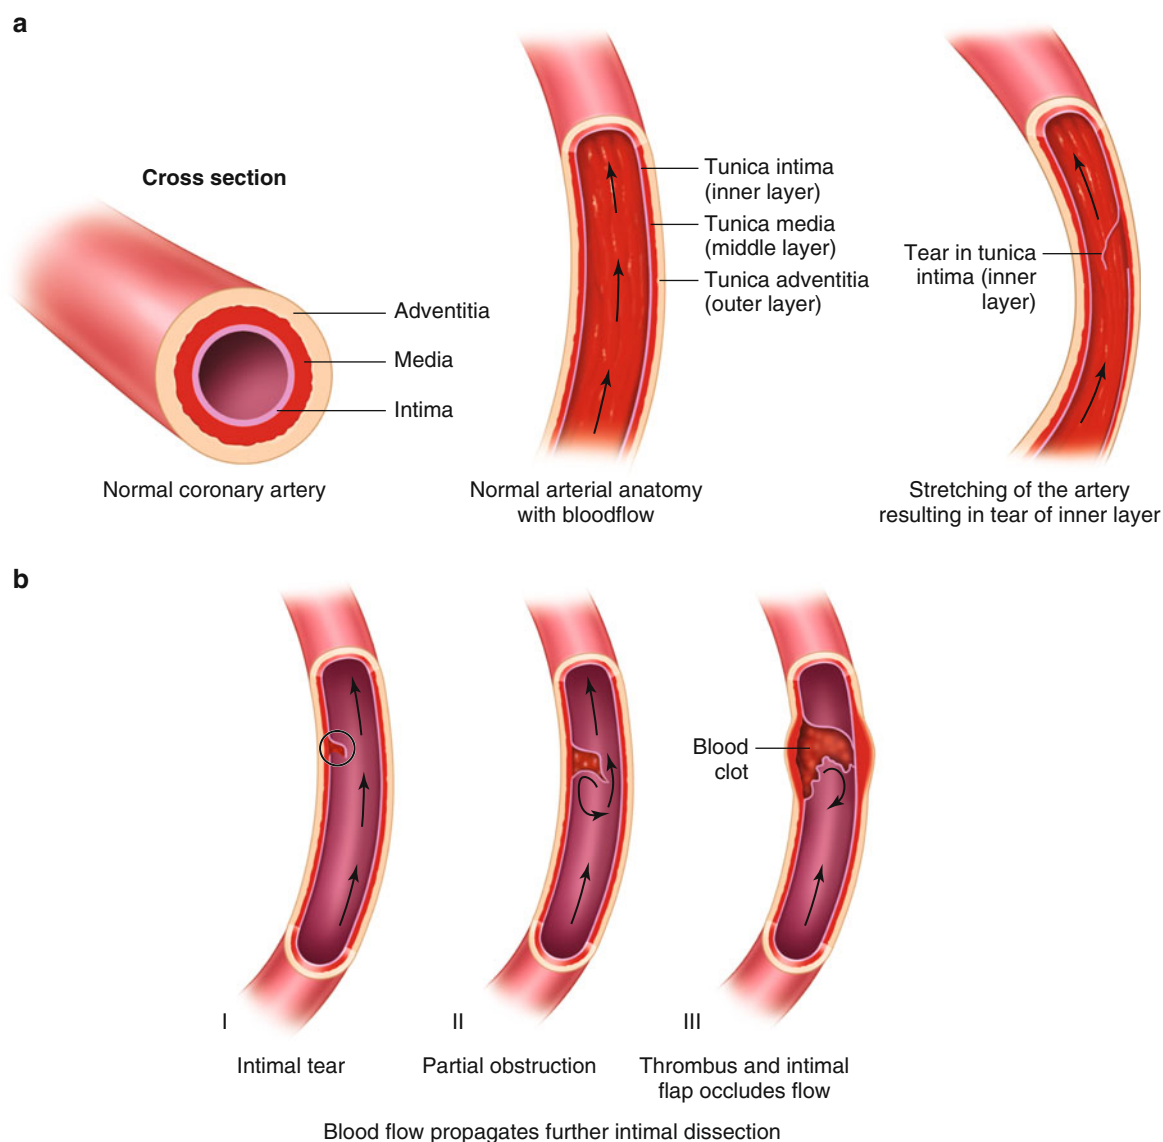 a
Cross section
Adventitia
Media
Intima
Normal coronary artery
Tunica intima
(inner layer)
Tunica media
(middle layer)
Tunica adventitia
(outer layer)
Normal arterial anatomy
with bloodflow
Tear in tunica
intima (inner
layer)
Stretching of the artery
resulting in tear of inner layer
b
Blood
clot
I
II
III
Intimal tear
Partial obstruction
Thrombus and intimal
flap occludes flow
Blood flow propagates further intimal dissection